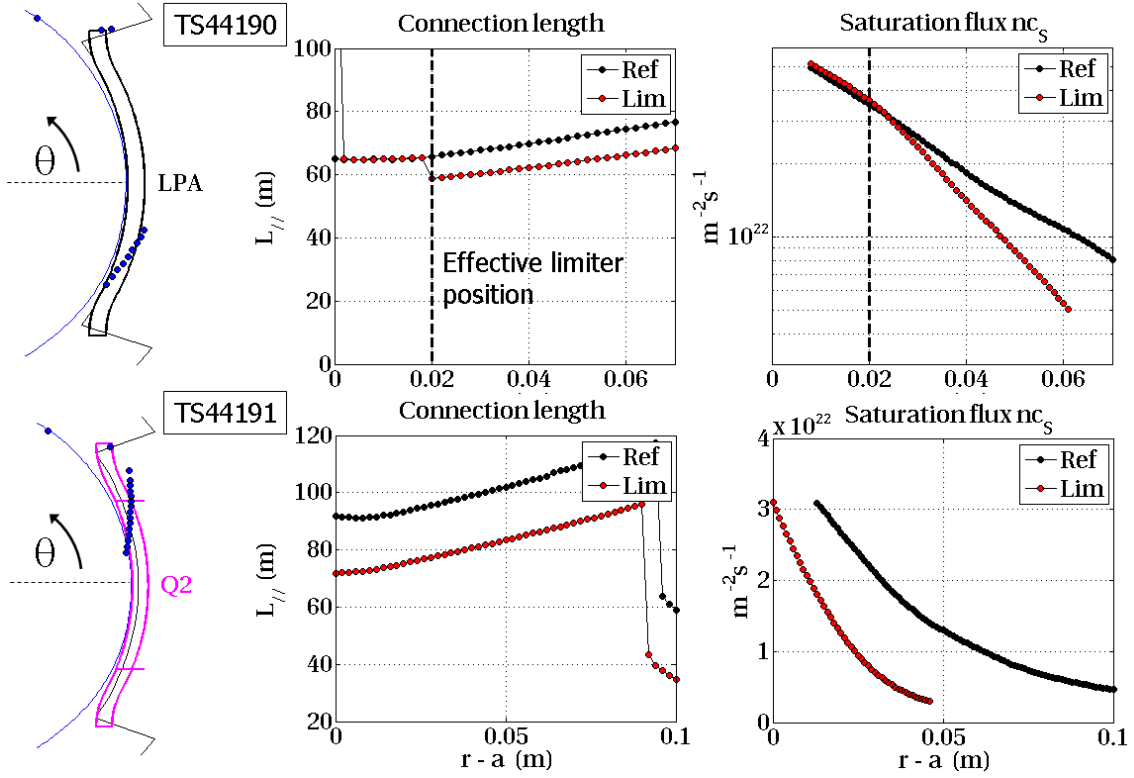 TS44190
θ
LPA
Connection length
100
80
60
40
20
0
L// (m)
Ref
Lim
Effective limiter
position
0
0.02
0.04
0.06
Saturation flux ncS
m-2s-1
10^22
Ref
Lim
0
0.02
0.04
0.06
TS44191
θ
Q2
Connection length
120
100
80
60
40
20
L// (m)
Ref
Lim
0
0.05
0.1
r - a (m)
Saturation flux ncS
x 10^22
4
3
2
1
0
m-2s-1
Ref
Lim
0
0.05
0.1
r - a (m)